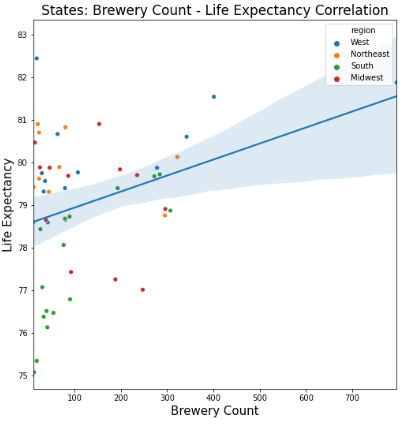 States: Brewery Count - Life Expectancy Correlation
region
West
Northeast
South
Midwest
83
82
81
80
79
78
77
76
75
Life Expectancy
100 200 300 400 500 600 700
Brewery Count